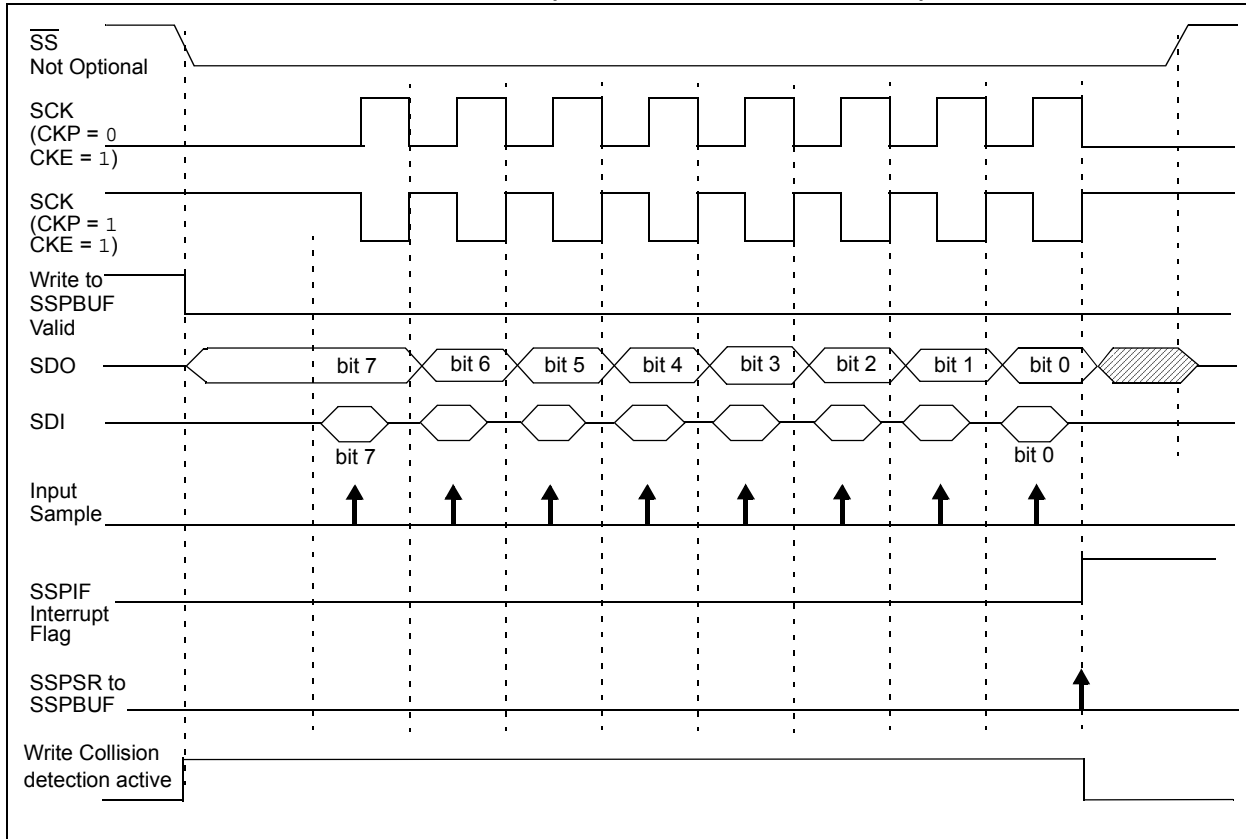 SS
Not Optional
SCK
(CKP = 0
CKE = 1)
SCK
(CKP = 1
CKE = 1)
Write to
SSPBUF
Valid
SDO
bit 7 bit 6 bit 5 bit 4 bit 3 bit 2 bit 1 bit 0
SDI
bit 7 bit 0
Input
Sample
SSPIF
Interrupt
Flag
SSPSR to
SSPBUF
Write Collision
detection active